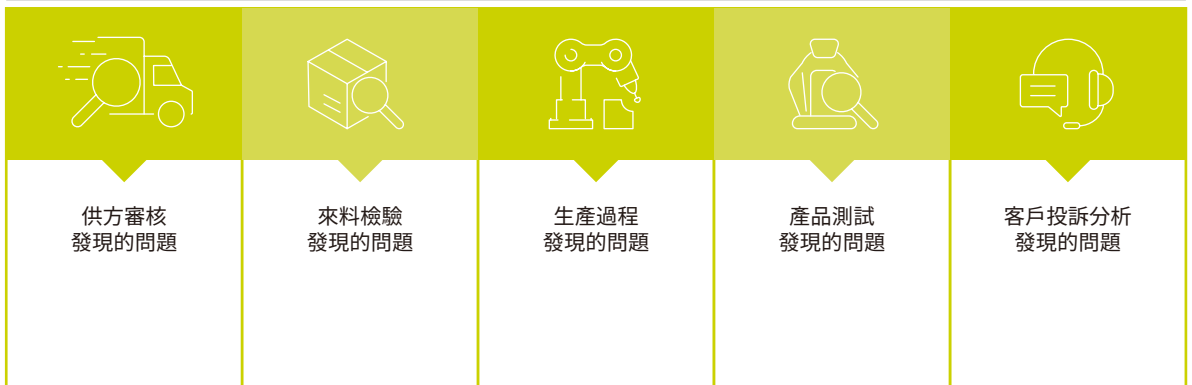 供方審核
發現的問題
來料檢驗
發現的問題
生產過程
發現的問題
產品測試
發現的問題
客戶投訴分析
發現的問題